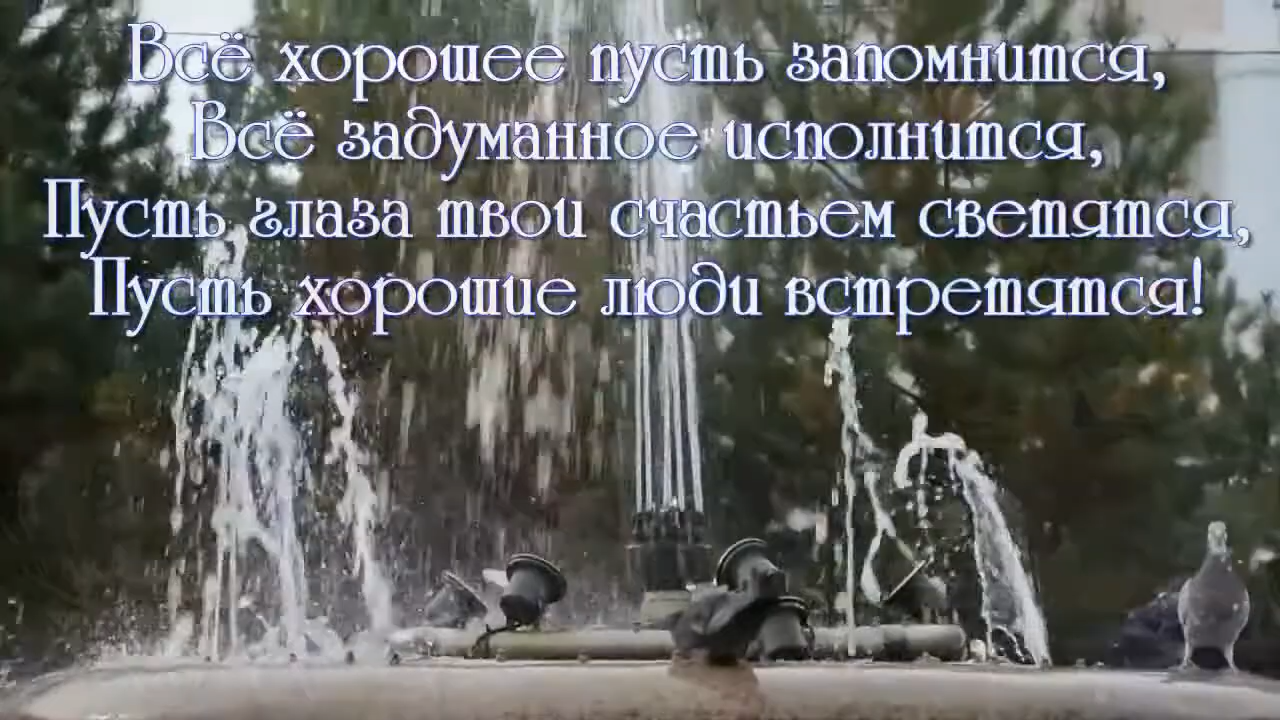 Всё хорошее пусть запомнится,
Всё задуманное исполнится,
Пусть глаза твои счастьем светятся,
Пусть хорошие люди встретятся!